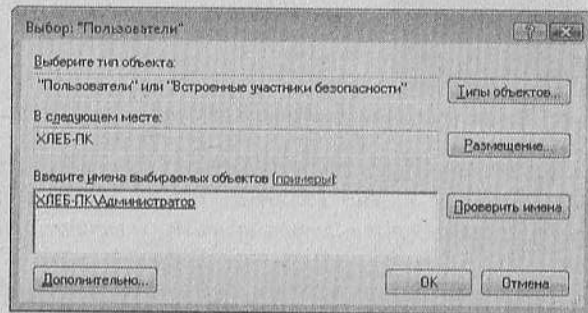 Выбор: "Пользователи"
Выберите тип объекта:
"Пользователи" или "Встроенные участники безопасности"
Типы объектов...
В следующем месте:
ХЛЕБ-ПК
Размещение...
Введите имена выбираемых объектов (примеры):
ХЛЕБ-ПК\Администратор
Проверить имена
Дополнительно...
ОК
Отмена